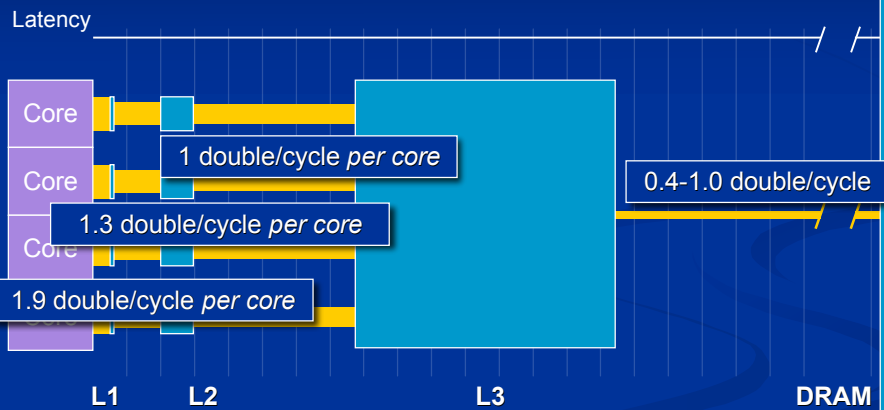 Latency
Core
1 double/cycle per core
Core
0.4-1.0 double/cycle
1.3 double/cycle per core
Core
1.9 double/cycle per core
Core
L1 L2 L3 DRAM